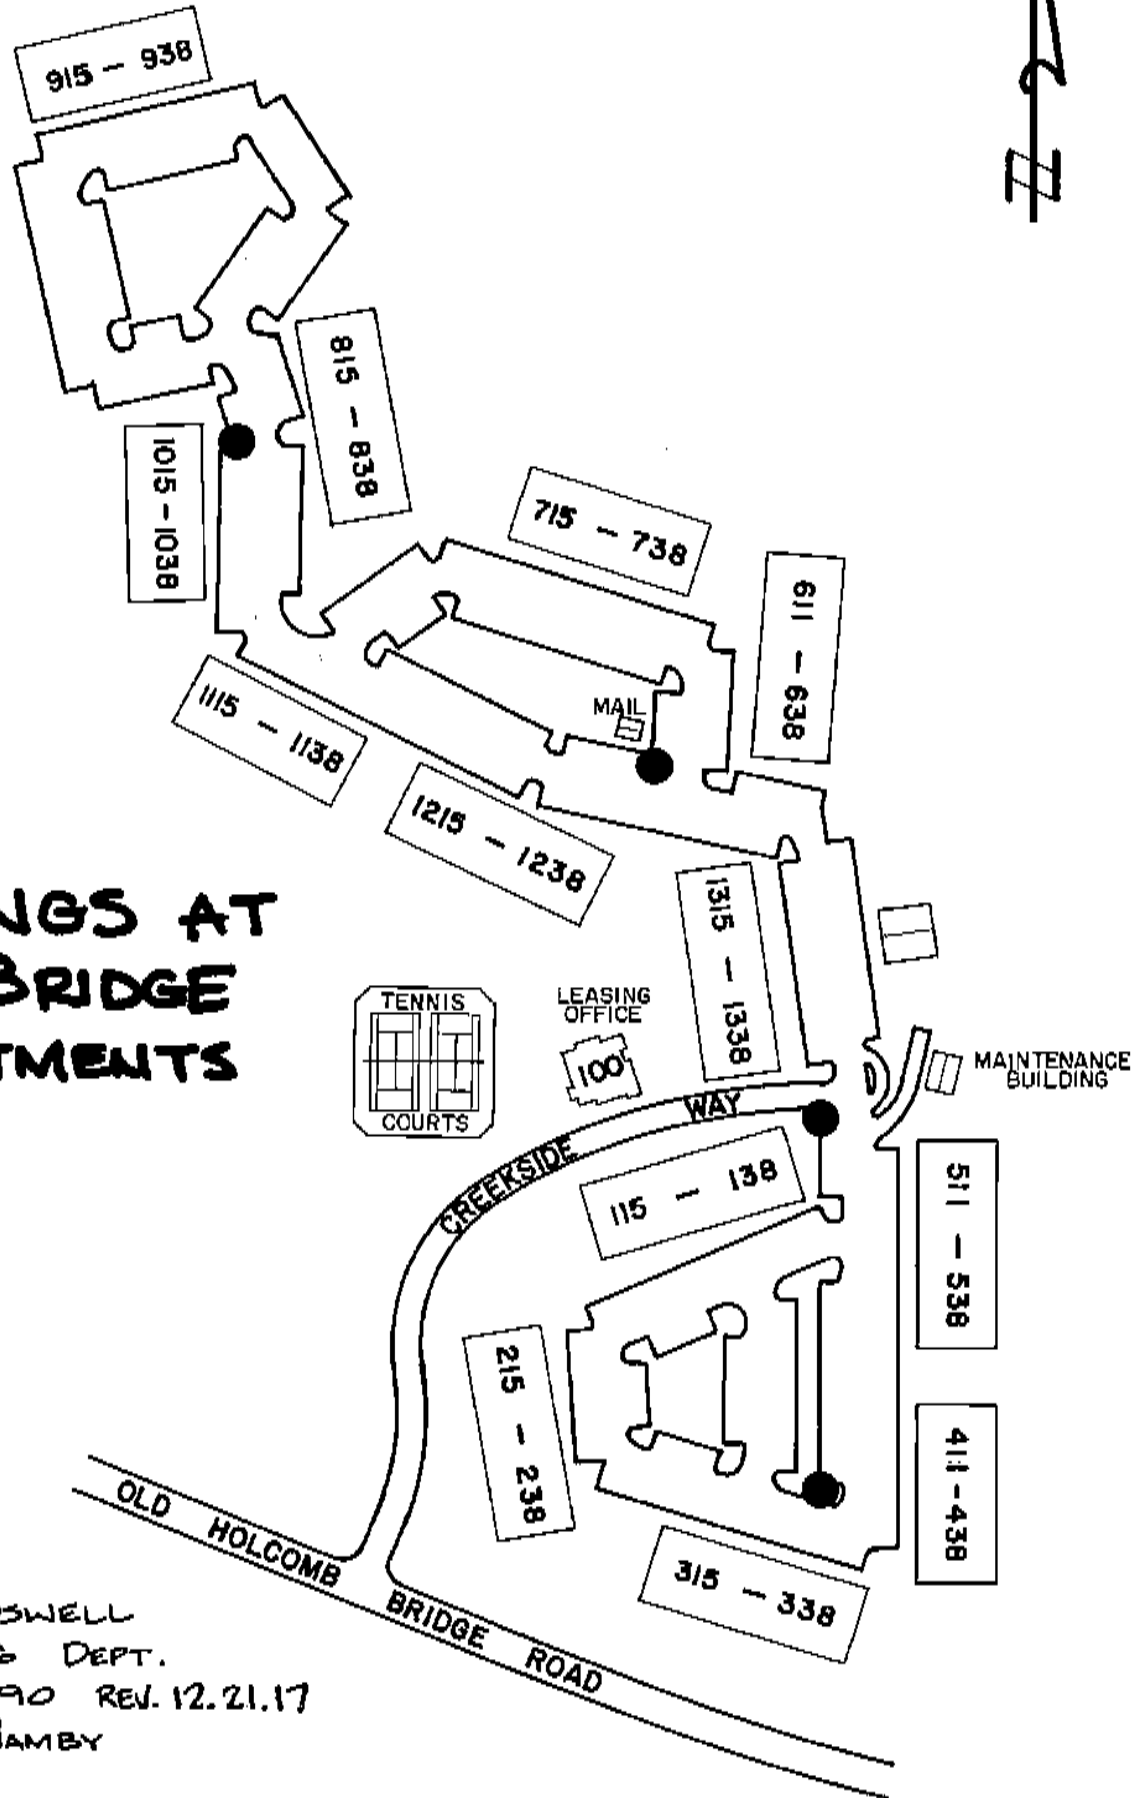 915 - 938
N
815 - 838
1015 - 1038
715 - 738
611 - 638
MAIL
1115 - 1138
1215 - 1238
1315 - 1338
NGS AT
BRIDGE
TMENTS
TENNIS
COURTS
LEASING
OFFICE
100
MAINTENANCE
BUILDING
CREEKSIDE WAY
115 - 138
511 - 538
215 - 238
411 - 438
315 - 338
OLD HOLCOMB BRIDGE ROAD
SWELL
DEPT.
90 REV. 12.21.17
HAMBY